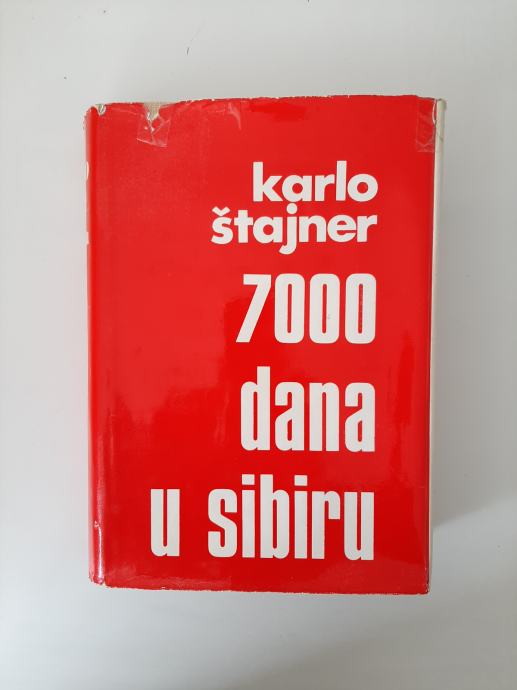 karlo
štajner
7000
dana
u sibiru